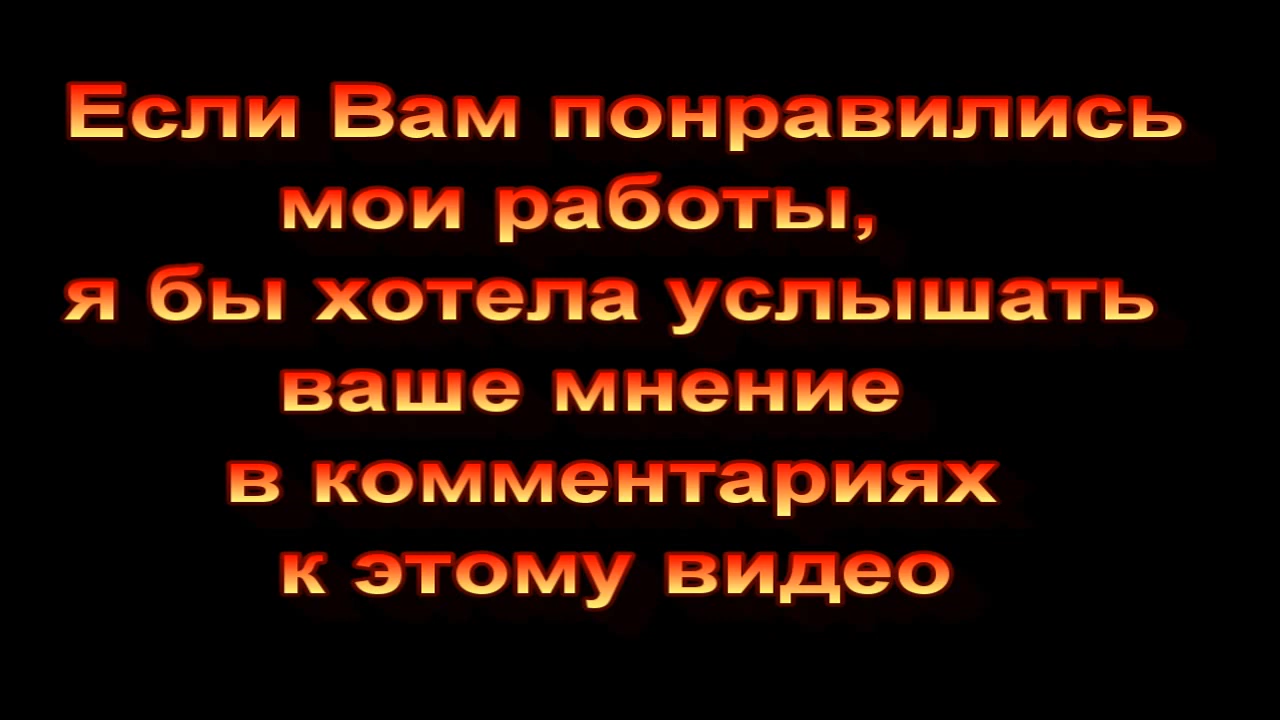 Если Вам понравились
мои работы,
я бы хотела услышать
ваше мнение
в комментариях
к этому видео